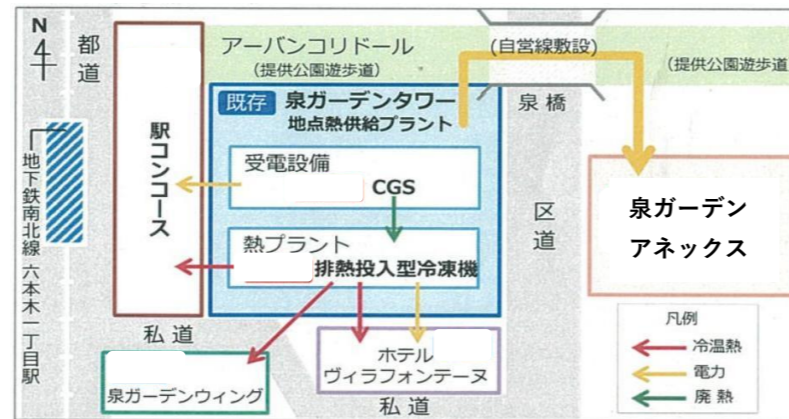 N
都道
地下鉄南北線 六本木一丁目駅
駅コンコース
アーバンコリドール
(提供公園遊歩道)
(自営線敷設)
(提供公園遊歩道
泉橋
既存 泉ガーデンタワー
地点熱供給プラント
受電設備
CGS
熱プラント
排熱投入型冷凍機
区道
泉ガーデン
アネックス
私道
泉ガーデンウィング
ホテル
ヴィラフォンテーヌ
私道
凡例
冷温熱
電力
廃熱